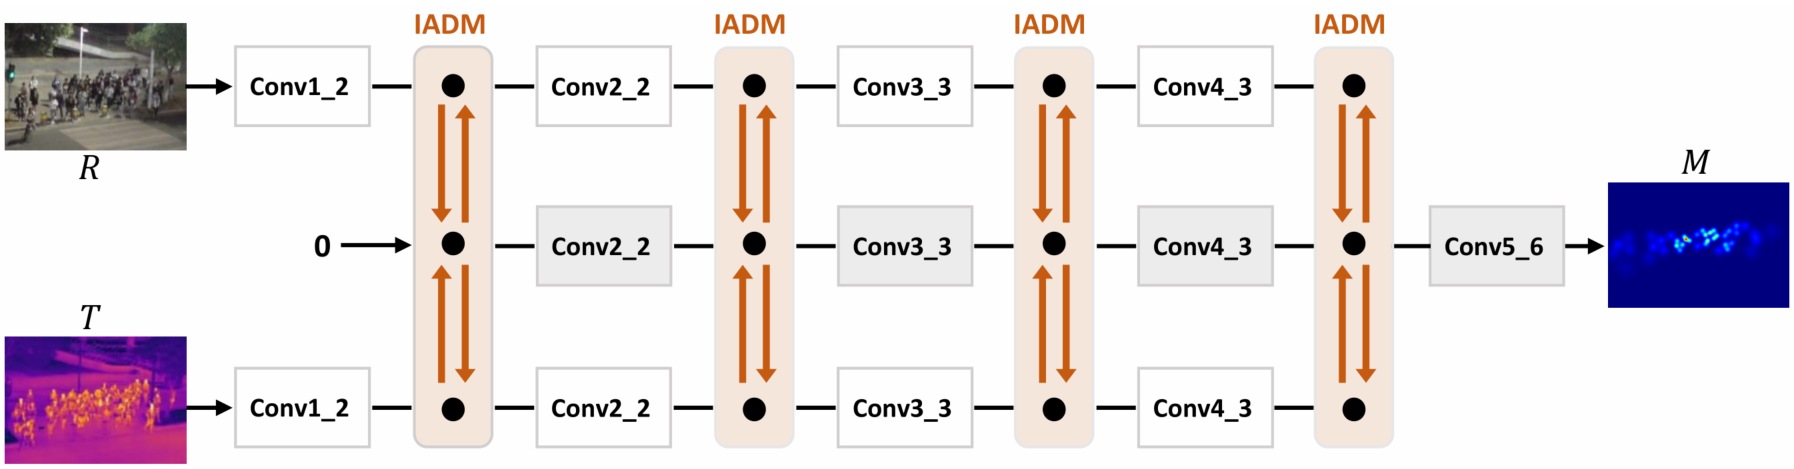 IADM IADM IADM IADM
Conv1_2 Conv2_2 Conv3_3 Conv4_3
R
M
0 Conv2_2 Conv3_3 Conv4_3 Conv5_6
T
Conv1_2 Conv2_2 Conv3_3 Conv4_3